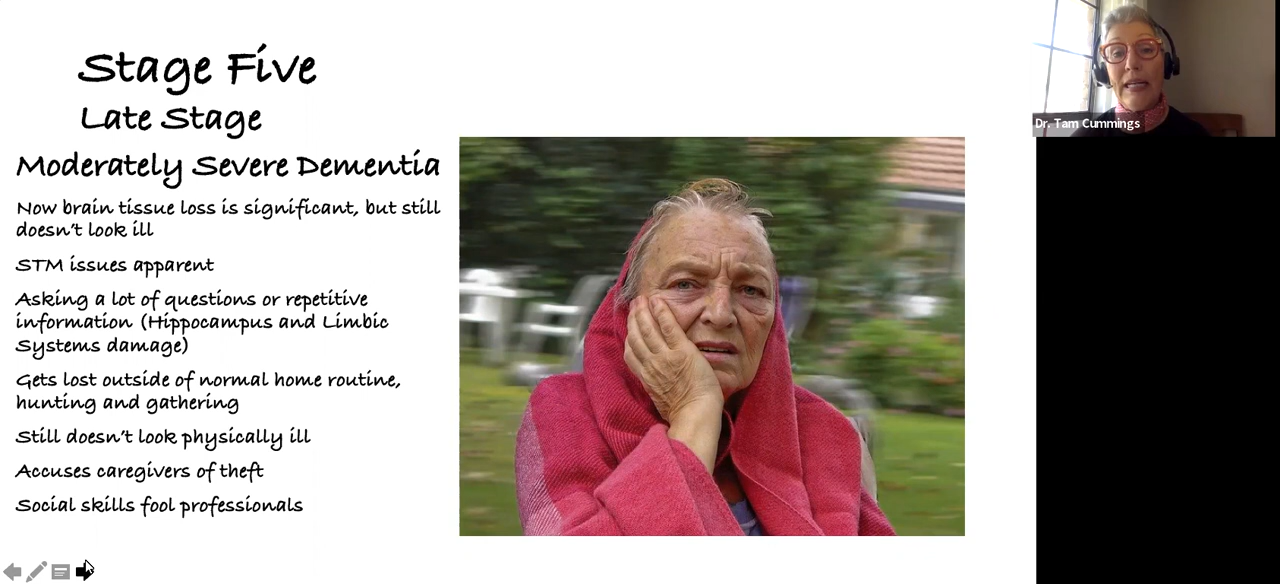 Stage Five
Late Stage
Moderately Severe Dementia
Now brain tissue loss is significant, but still
doesn't look ill
STM issues apparent
Asking a lot of questions or repetitive
information (Hippocampus and Limbic
Systems damage)
Gets lost outside of normal home routine,
hunting and gathering
Still doesn't look physically ill
Accuses caregivers of theft
Social skills fool professionals
Dr. Tam Cummings